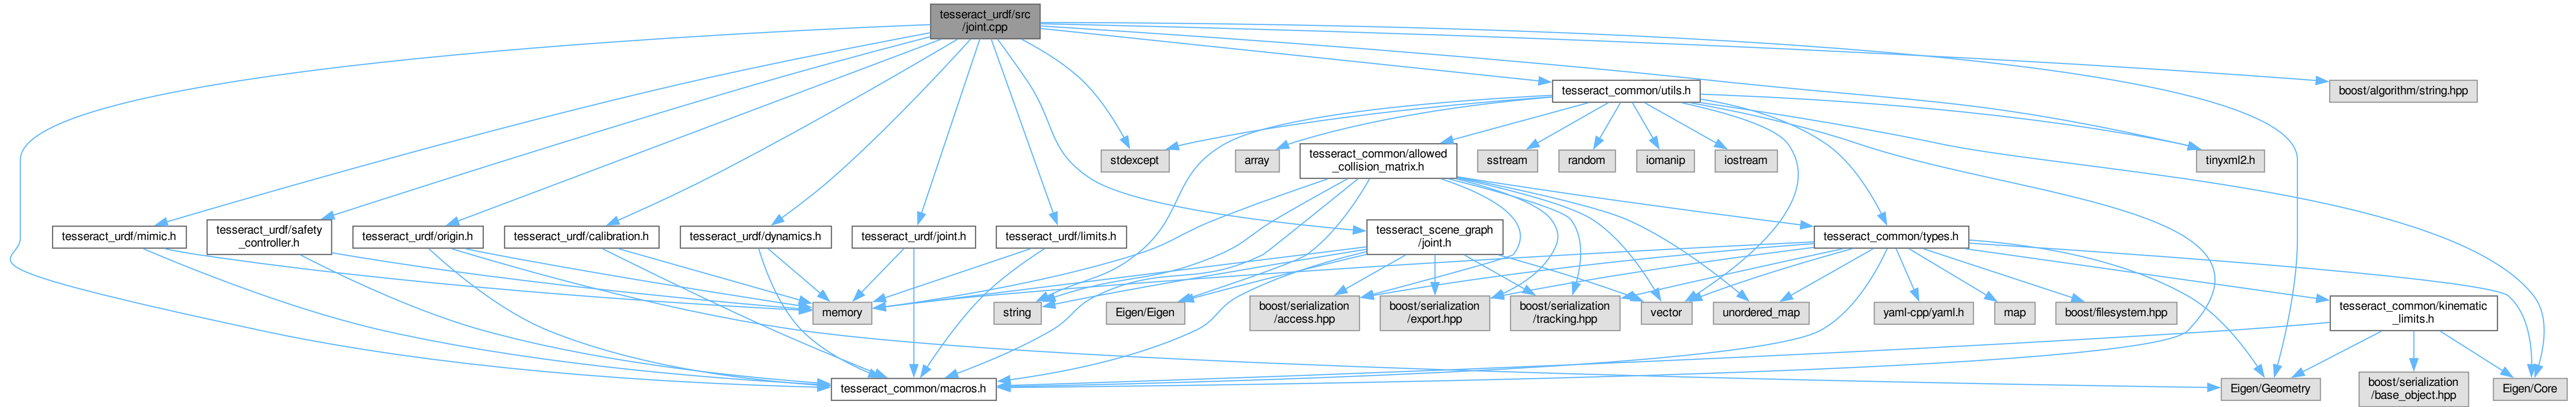 tesseract_urdf/src
/joint.cpp
tesseract_common/utils.h
boost/algorithm/string.hpp
stdexcept
array
tesseract_common/allowed
_collision_matrix.h
sstream
random
iomanip
iostream
tinyxml2.h
tesseract_urdf/mimic.h
tesseract_urdf/safety
_controller.h
tesseract_urdf/origin.h
tesseract_urdf/calibration.h
tesseract_urdf/dynamics.h
tesseract_urdf/joint.h
tesseract_urdf/limits.h
tesseract_scene_graph
/joint.h
tesseract_common/types.h
memory
string
Eigen/Eigen
boost/serialization
/access.hpp
boost/serialization
/export.hpp
boost/serialization
/tracking.hpp
vector
unordered_map
yaml-cpp/yaml.h
map
boost/filesystem.hpp
tesseract_common/kinematic
_limits.h
tesseract_common/macros.h
Eigen/Geometry
boost/serialization
/base_object.hpp
Eigen/Core